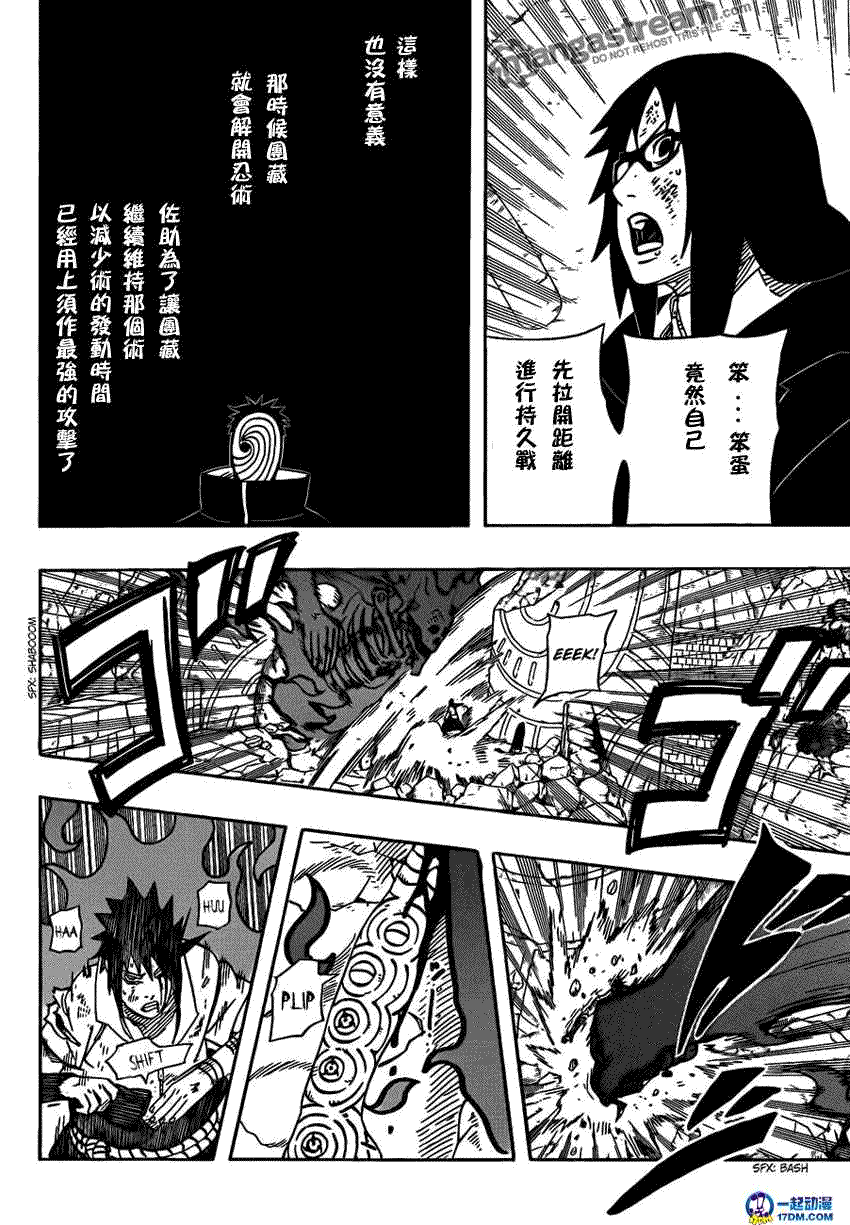 mangastream.com
DO NOT REHOST THIS FILE!
笨...笨蛋
竟然自己
先拉開距離
進行持久戰
這樣
也沒有意義
那時候團藏
就會解開忍術
佐助為了讓團藏
繼續維持那個術
以減少術的發動時間
已經用上須作最強的攻擊了
ゴゴ
EEEK!
SFX: SHABOOOM
SFX: BASH
PLIP
HUU
HAA
SHIFT
一起动漫
17DM.COM